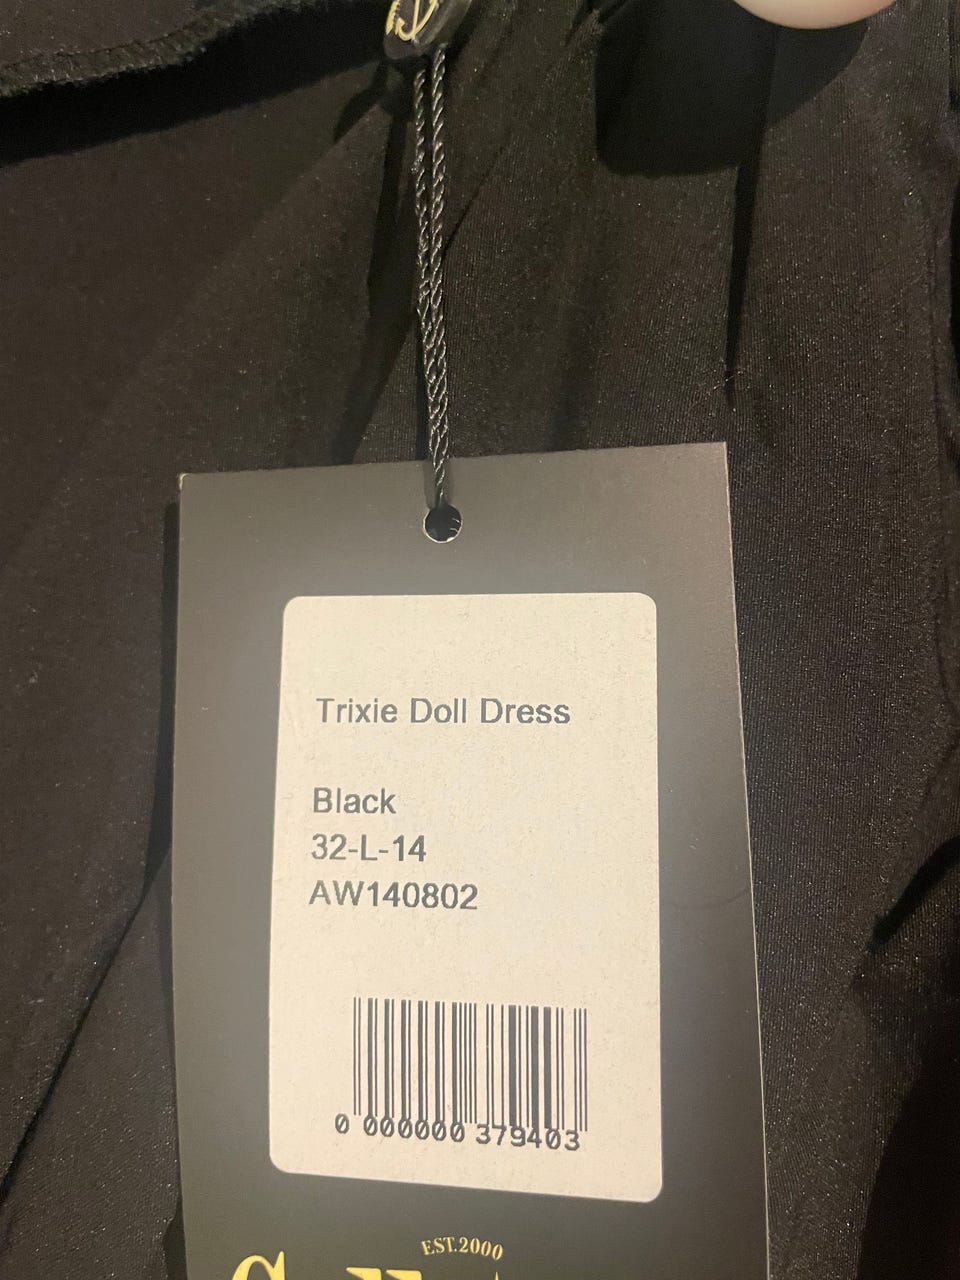 Trixie Doll Dress
Black
32-L-14
AW140802
0 000000 379403
EST.2000